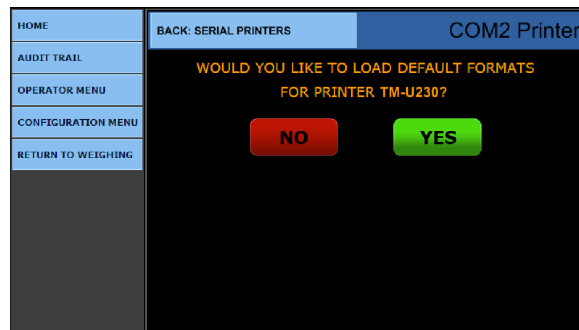 HOME
AUDIT TRAIL
OPERATOR MENU
CONFIGURATION MENU
RETURN TO WEIGHING
BACK: SERIAL PRINTERS
COM2 Printer
WOULD YOU LIKE TO LOAD DEFAULT FORMATS
FOR PRINTER TM-U230?
NO
YES